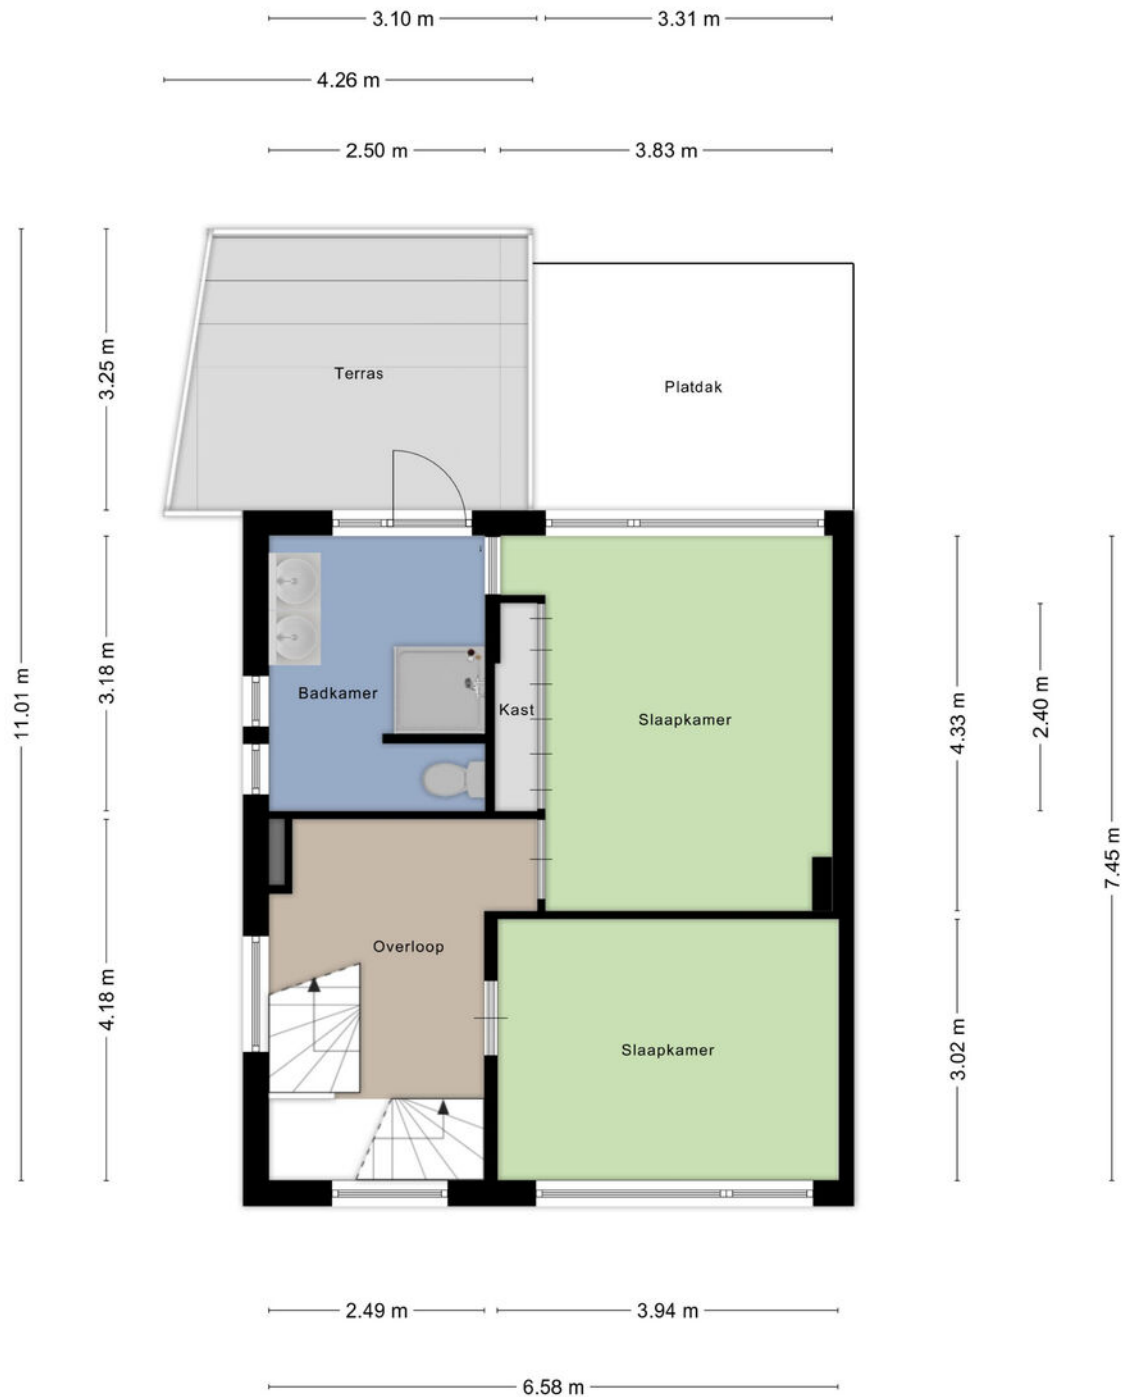 3.10 m
3.31 m
4.26 m
2.50 m
3.83 m
11.01 m
3.25 m
Terras
Platdak
3.18 m
Badkamer
Kast
Slaapkamer
4.33 m
2.40 m
7.45 m
4.18 m
Overloop
Slaapkamer
3.02 m
2.49 m
3.94 m
6.58 m